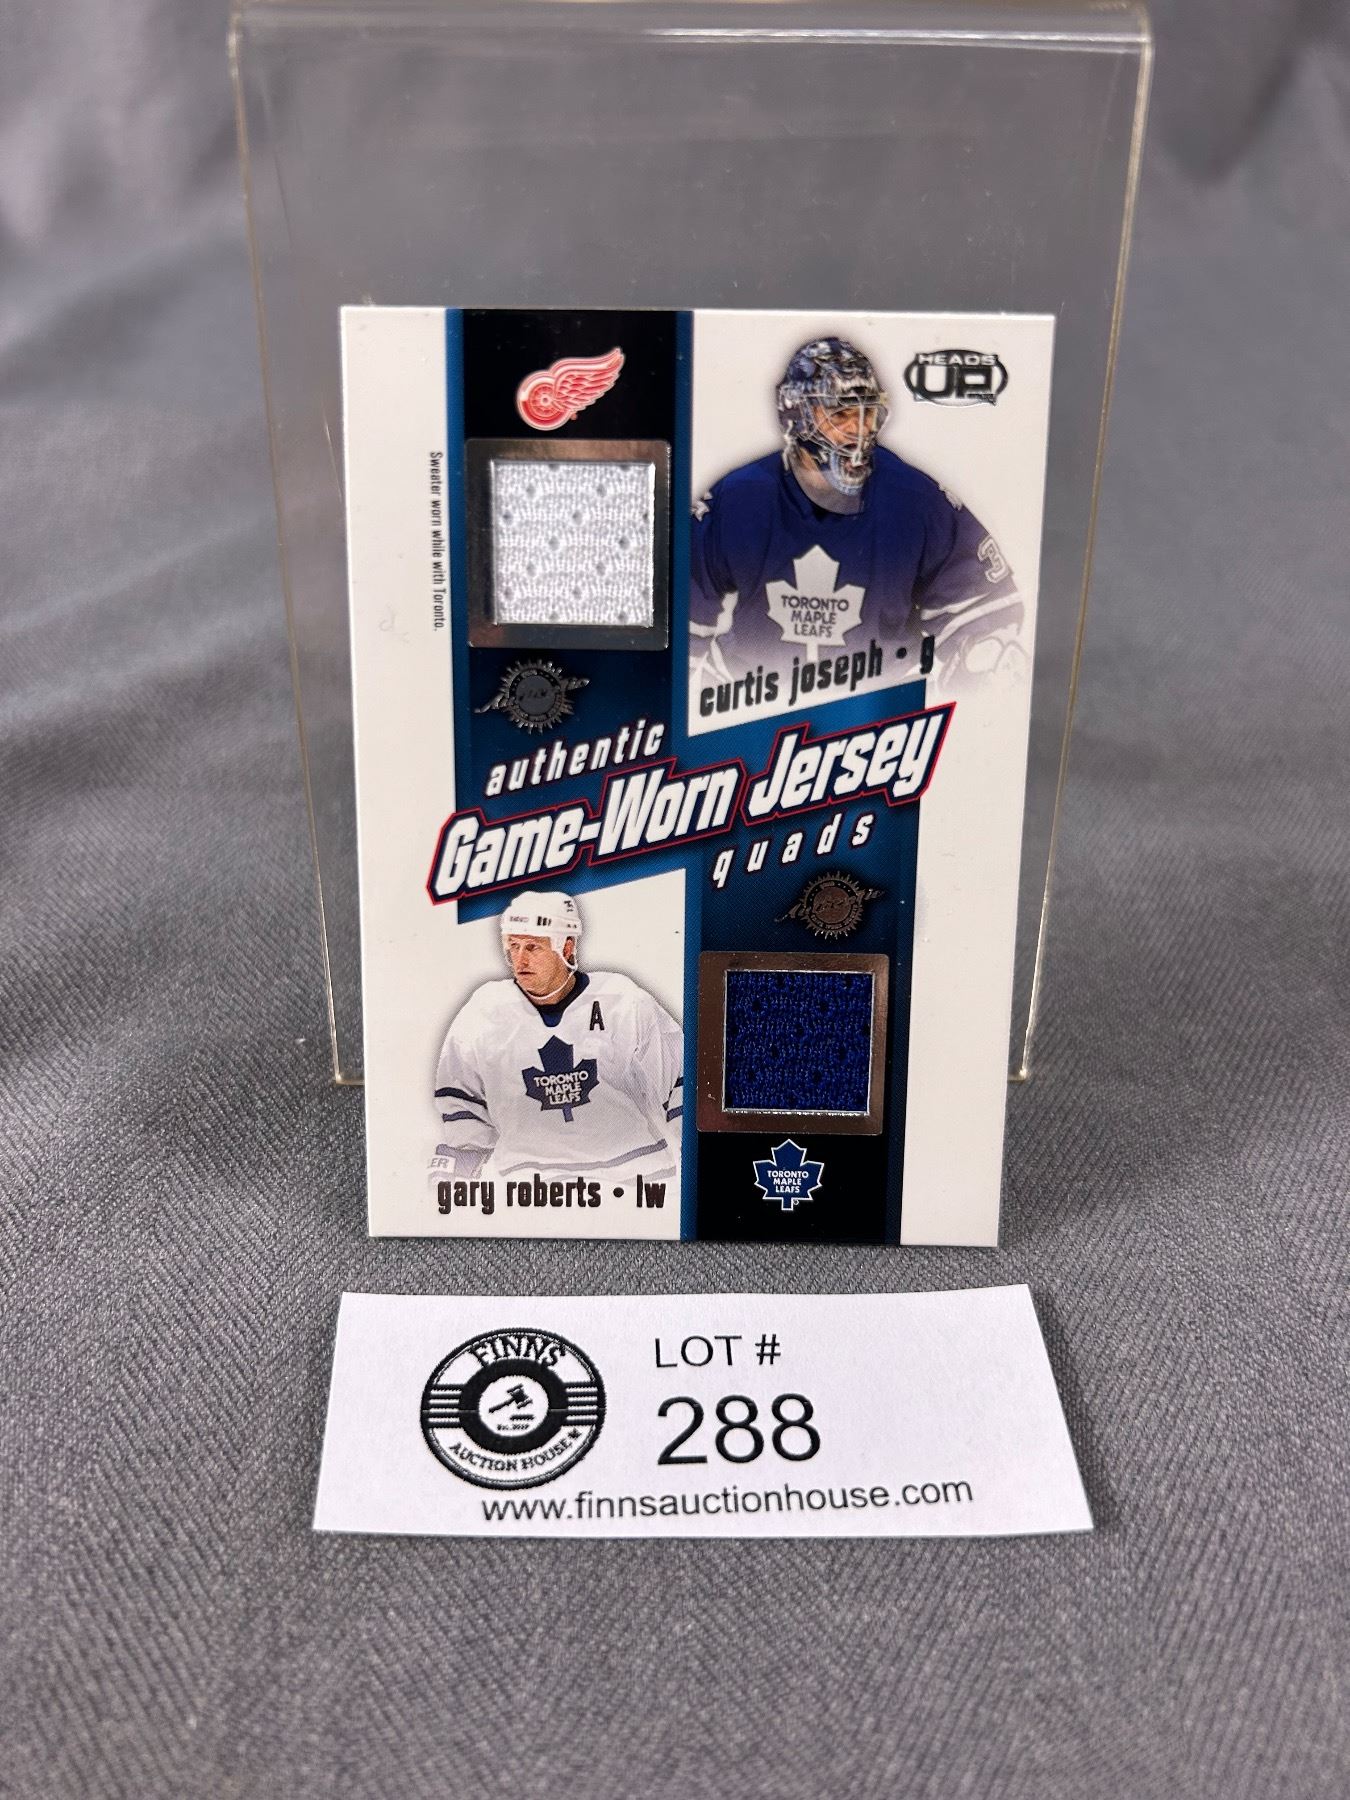 HEADS
UP
Sweater worn while with Toronto.
3
TORONTO
MAPLE
LEAFS
curtis joseph • g
authentic
Game-Worn Jersey
quads
A
TORONTO
MAPLE
LEAFS
gary roberts • lw
TORONTO
MAPLE
LEAFS
FINNS
AUCTION HOUSE
LOT #
288
www.finnsauctionhouse.com